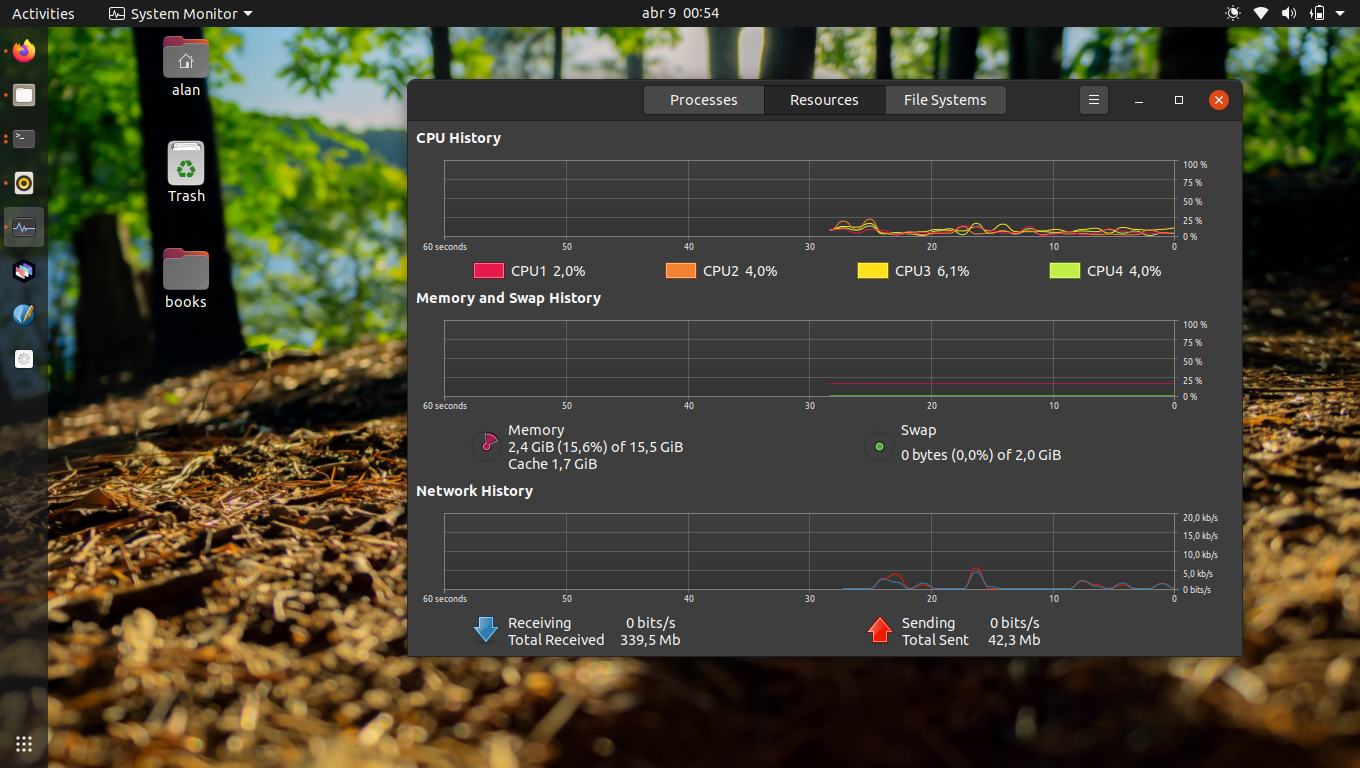 Activities System Monitor abr 9 00:54
alan
Trash
books
Processes Resources File Systems
CPU History
100 %
75 %
50 %
25 %
0 %
60 seconds 50 40 30 20 10 0
CPU1 2,0% CPU2 4,0% CPU3 6,1% CPU4 4,0%
Memory and Swap History
100 %
75 %
50 %
25 %
0 %
60 seconds 50 40 30 20 10 0
Memory
2,4 GiB (15,6%) of 15,5 GiB
Cache 1,7 GiB
Swap
0 bytes (0,0%) of 2,0 GiB
Network History
20,0 kb/s
15,0 kb/s
10,0 kb/s
5,0 kb/s
0 bits/s
60 seconds 50 40 30 20 10 0
Receiving 0 bits/s
Total Received 339,5 Mb
Sending 0 bits/s
Total Sent 42,3 Mb